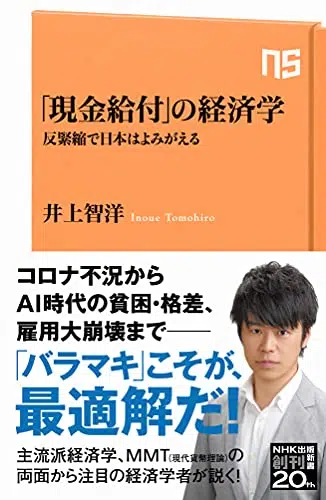 NS
「現金給付」の経済学
反緊縮で日本はよみがえる
井上智洋 Inoue Tomohiro
コロナ不況から
AI時代の貧困・格差、
雇用大崩壊まで――
「バラマキ」こそが、
最適解だ!
主流派経済学、MMT(現代貨幣理論)の
両面から注目の経済学者が説く!
NHK出版
新書
創刊
20th